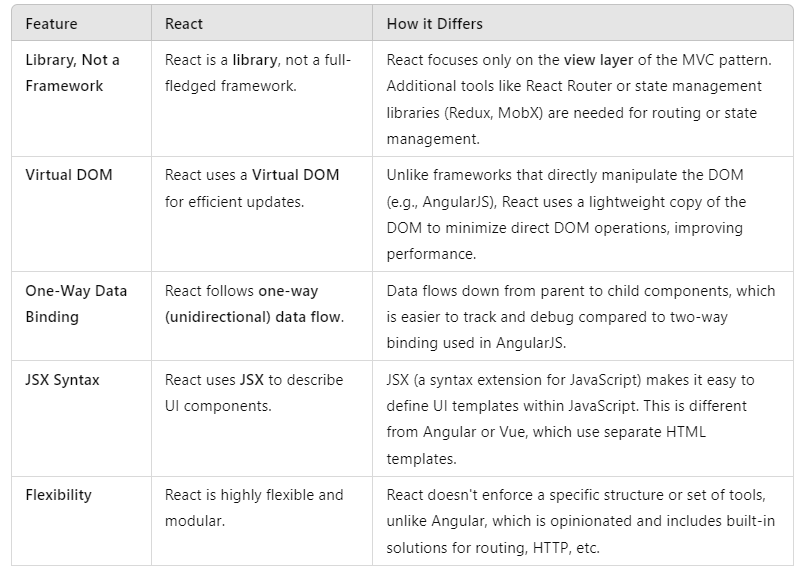 Feature
React
How it Differs
Library, Not a
Framework
React is a library, not a full-
fledged framework.
React focuses only on the view layer of the MVC pattern.
Additional tools like React Router or state management
libraries (Redux, MobX) are needed for routing or state
management.
Virtual DOM
React uses a Virtual DOM
for efficient updates.
Unlike frameworks that directly manipulate the DOM
(e.g., AngularJS), React uses a lightweight copy of the
DOM to minimize direct DOM operations, improving
performance.
One-Way Data
Binding
React follows one-way
(unidirectional) data flow.
Data flows down from parent to child components, which
is easier to track and debug compared to two-way
binding used in AngularJS.
JSX Syntax
React uses JSX to describe
UI components.
JSX (a syntax extension for JavaScript) makes it easy to
define UI templates within JavaScript. This is different
from Angular or Vue, which use separate HTML
templates.
Flexibility
React is highly flexible and
modular.
React doesn't enforce a specific structure or set of tools,
unlike Angular, which is opinionated and includes built-in
solutions for routing, HTTP, etc.